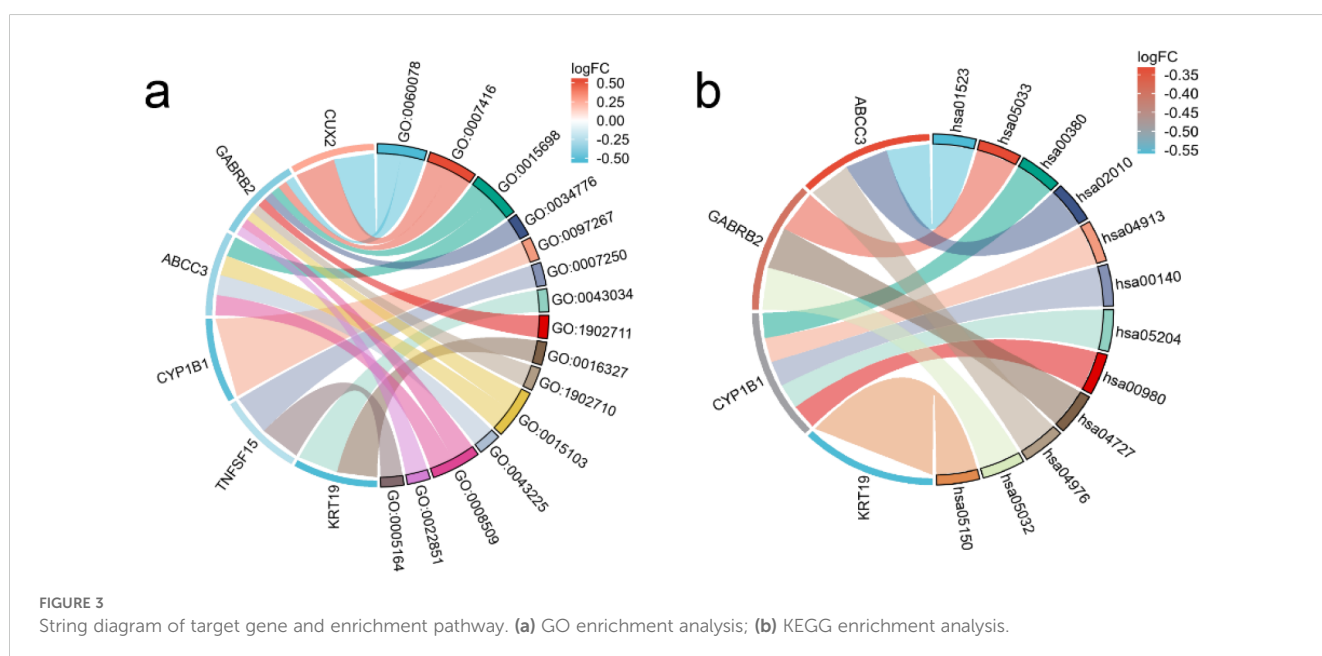 a
logFC
0.50
0.25
0.00
-0.25
-0.50
CUX2
GABRB2
ABCC3
CYP1B1
TNFSF15
KRT19
GO:0060078
GO:0007416
GO:0015698
GO:0034776
GO:0097267
GO:0007250
GO:0043034
GO:1902711
GO:0016327
GO:1902710
GO:0015103
GO:0043225
GO:0008509
GO:0022851
GO:0005164
b
logFC
-0.35
-0.40
-0.45
-0.50
-0.55
ABCC3
GABRB2
CYP1B1
KRT19
hsa01523
hsa05033
hsa00380
hsa02010
hsa04913
hsa00140
hsa05204
hsa00980
hsa04727
hsa04976
hsa05032
hsa05150
FIGURE 3
String diagram of target gene and enrichment pathway. (a) GO enrichment analysis; (b) KEGG enrichment analysis.